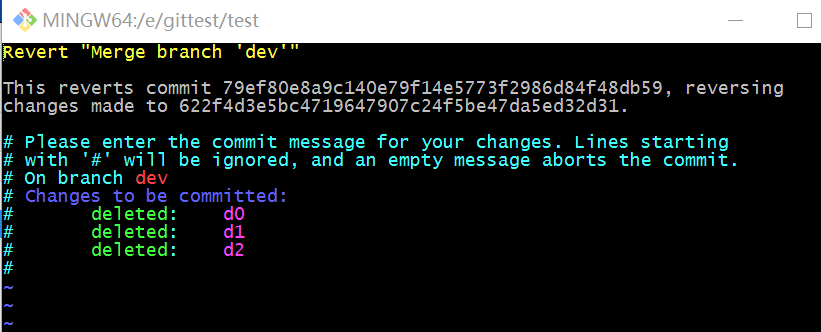 MINGW64:/e/gittest/test
Revert "Merge branch 'dev'"
This reverts commit 79ef80e8a9c140e79f14e5773f2986d84f48db59, reversing
changes made to 622f4d3e5bc4719647907c24f5be47da5ed32d31.
# Please enter the commit message for your changes. Lines starting
# with '#' will be ignored, and an empty message aborts the commit.
# On branch dev
# Changes to be committed:
#       deleted:    d0
#       deleted:    d1
#       deleted:    d2
#
~
~
~